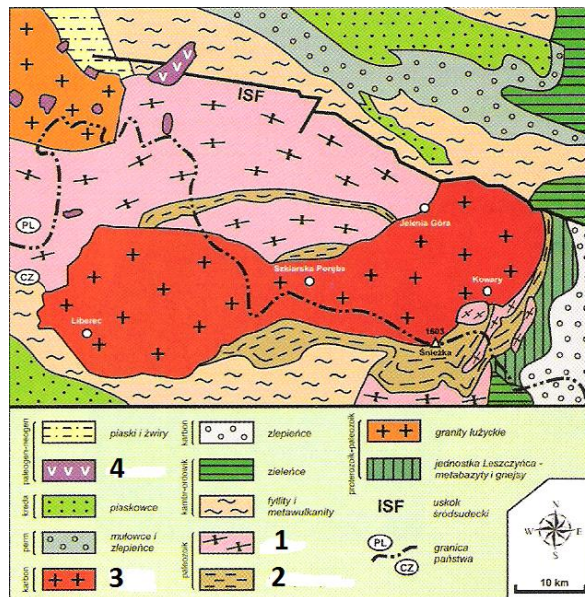 ISF
PL
CZ
Jelenia Góra
Szklarska Poręba
Kowary
Liberec
1603
Śnieżka
paleogen-neogen
piaski i żwiry
4
kreda
piaskowce
perm
mułowce i
zlepieńce
karbon
3
karbon
zlepieńce
kambr-ordowik
zieleńce
fyllity i
metawulkanity
paleozoik
1
2
proterozoik-paleozoik
granity łużyckie
jednostka Leszczyńca -
metabazyty i gnejsy
ISF
uskok
śródsudecki
PL
CZ
granica
państwa
N
W
E
S
10 km